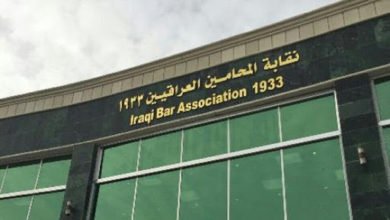 نقابة المحامين العراقيين ١٩٣٣
Iraqi Bar Association 1933